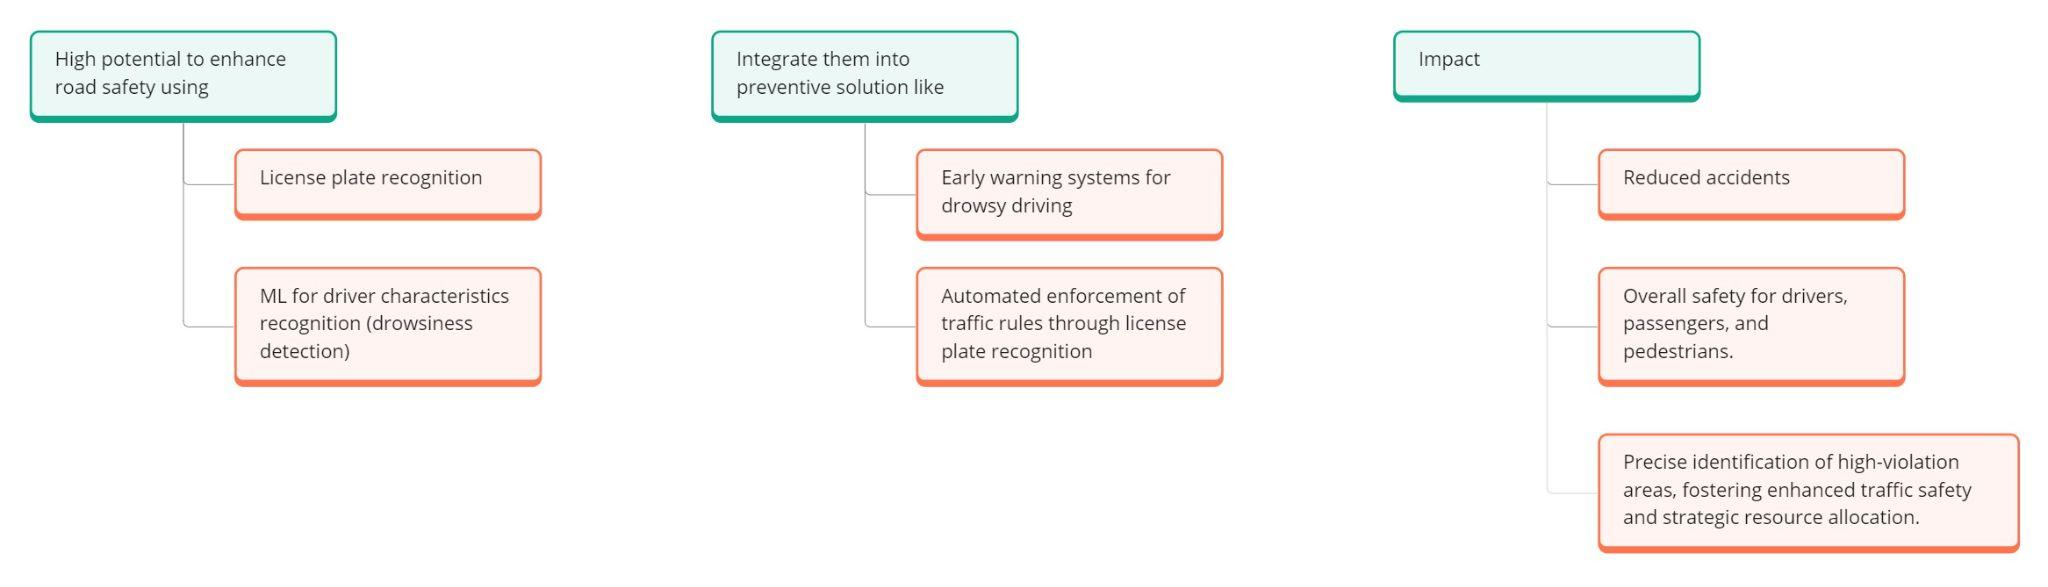 High potential to enhance
road safety using
License plate recognition
ML for driver characteristics
recognition (drowsiness
detection)
Integrate them into
preventive solution like
Early warning systems for
drowsy driving
Automated enforcement of
traffic rules through license
plate recognition
Impact
Reduced accidents
Overall safety for drivers,
passengers, and
pedestrians.
Precise identification of high-violation
areas, fostering enhanced traffic safety
and strategic resource allocation.